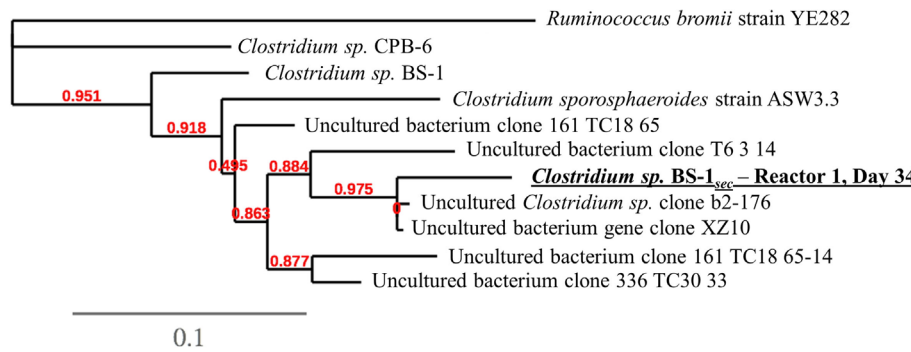 Ruminococcus bromii strain YE282
Clostridium sp. CPB-6
Clostridium sp. BS-1
0.951
Clostridium sporosphaeroides strain ASW3.3
0.918
Uncultured bacterium clone 161 TC18 65
Uncultured bacterium clone T6 3 14
0.495
0.884
Clostridium sp. BS-1sec – Reactor 1, Day 34
0.975
Uncultured Clostridium sp. clone b2-176
0
0.863
Uncultured bacterium gene clone XZ10
Uncultured bacterium clone 161 TC18 65-14
0.877
Uncultured bacterium clone 336 TC30 33
0.1